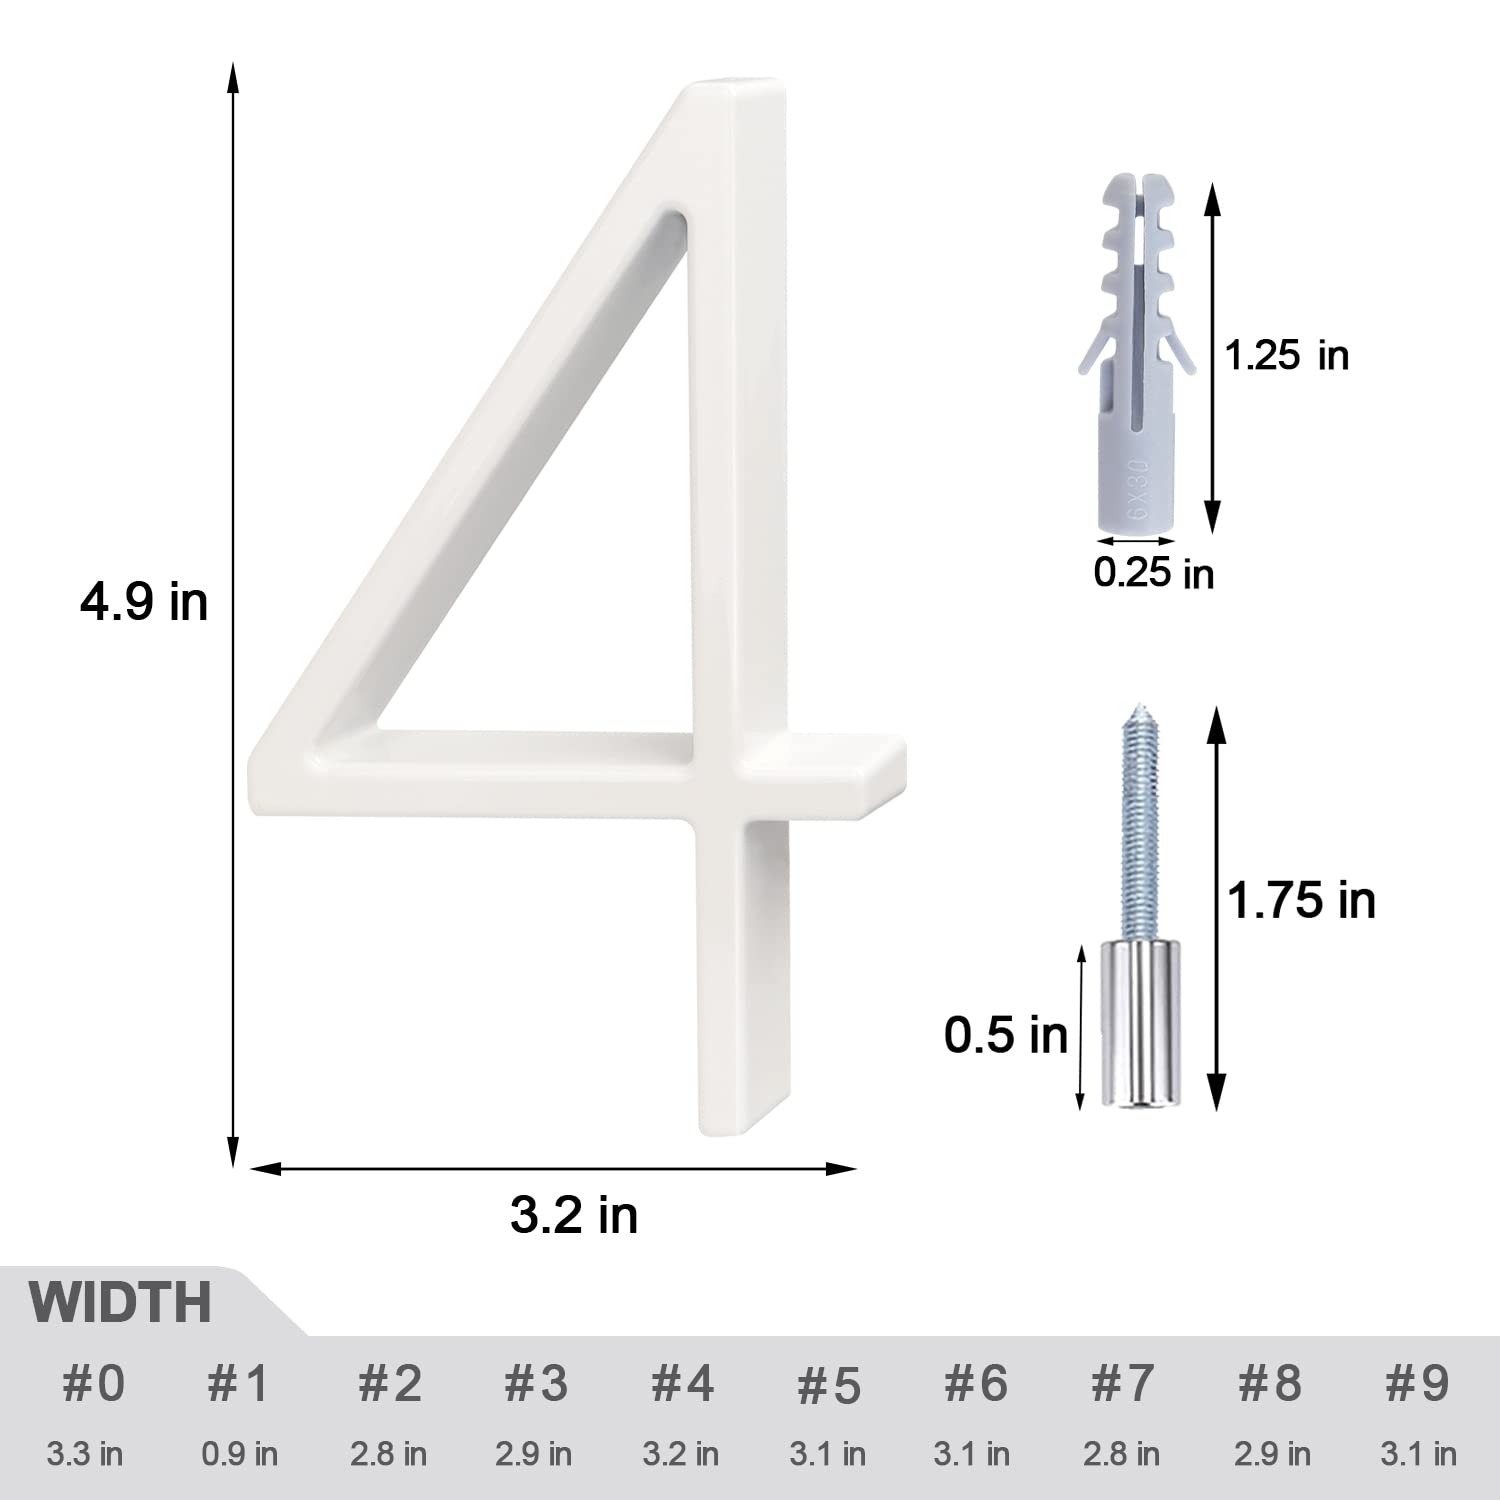 4.9 in
3.2 in
6X30
1.25 in
0.25 in
1.75 in
0.5 in
WIDTH
#0 #1 #2 #3 #4 #5 #6 #7 #8 #9
3.3 in 0.9 in 2.8 in 2.9 in 3.2 in 3.1 in 3.1 in 2.8 in 2.9 in 3.1 in